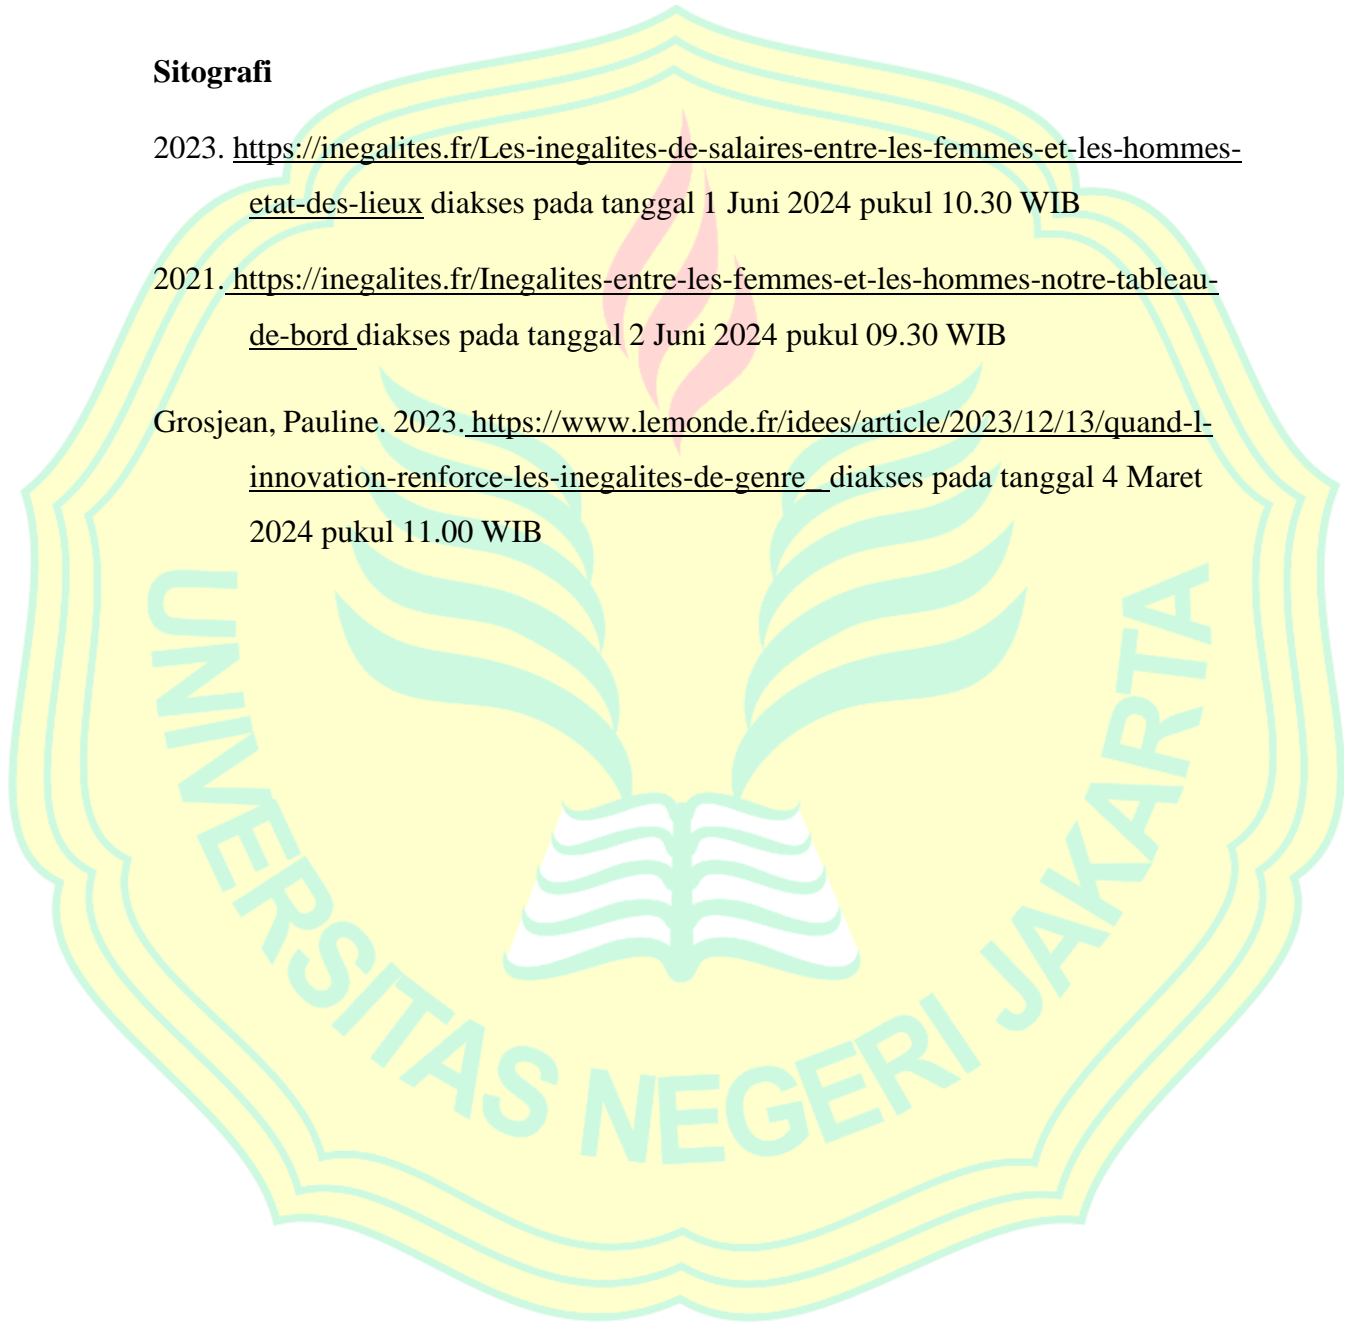 Sitografi
2023. https://inegalites.fr/Les-inegalites-de-salaires-entre-les-femmes-et-les-hommes-
etat-des-lieux diakses pada tanggal 1 Juni 2024 pukul 10.30 WIB
2021. https://inegalites.fr/Inegalites-entre-les-femmes-et-les-hommes-notre-tableau-
de-bord diakses pada tanggal 2 Juni 2024 pukul 09.30 WIB
Grosjean, Pauline. 2023. https://www.lemonde.fr/idees/article/2023/12/13/quand-l-
innovation-renforce-les-inegalites-de-genre_ diakses pada tanggal 4 Maret
2024 pukul 11.00 WIB
UNIVERSITAS NEGERI JAKARTA